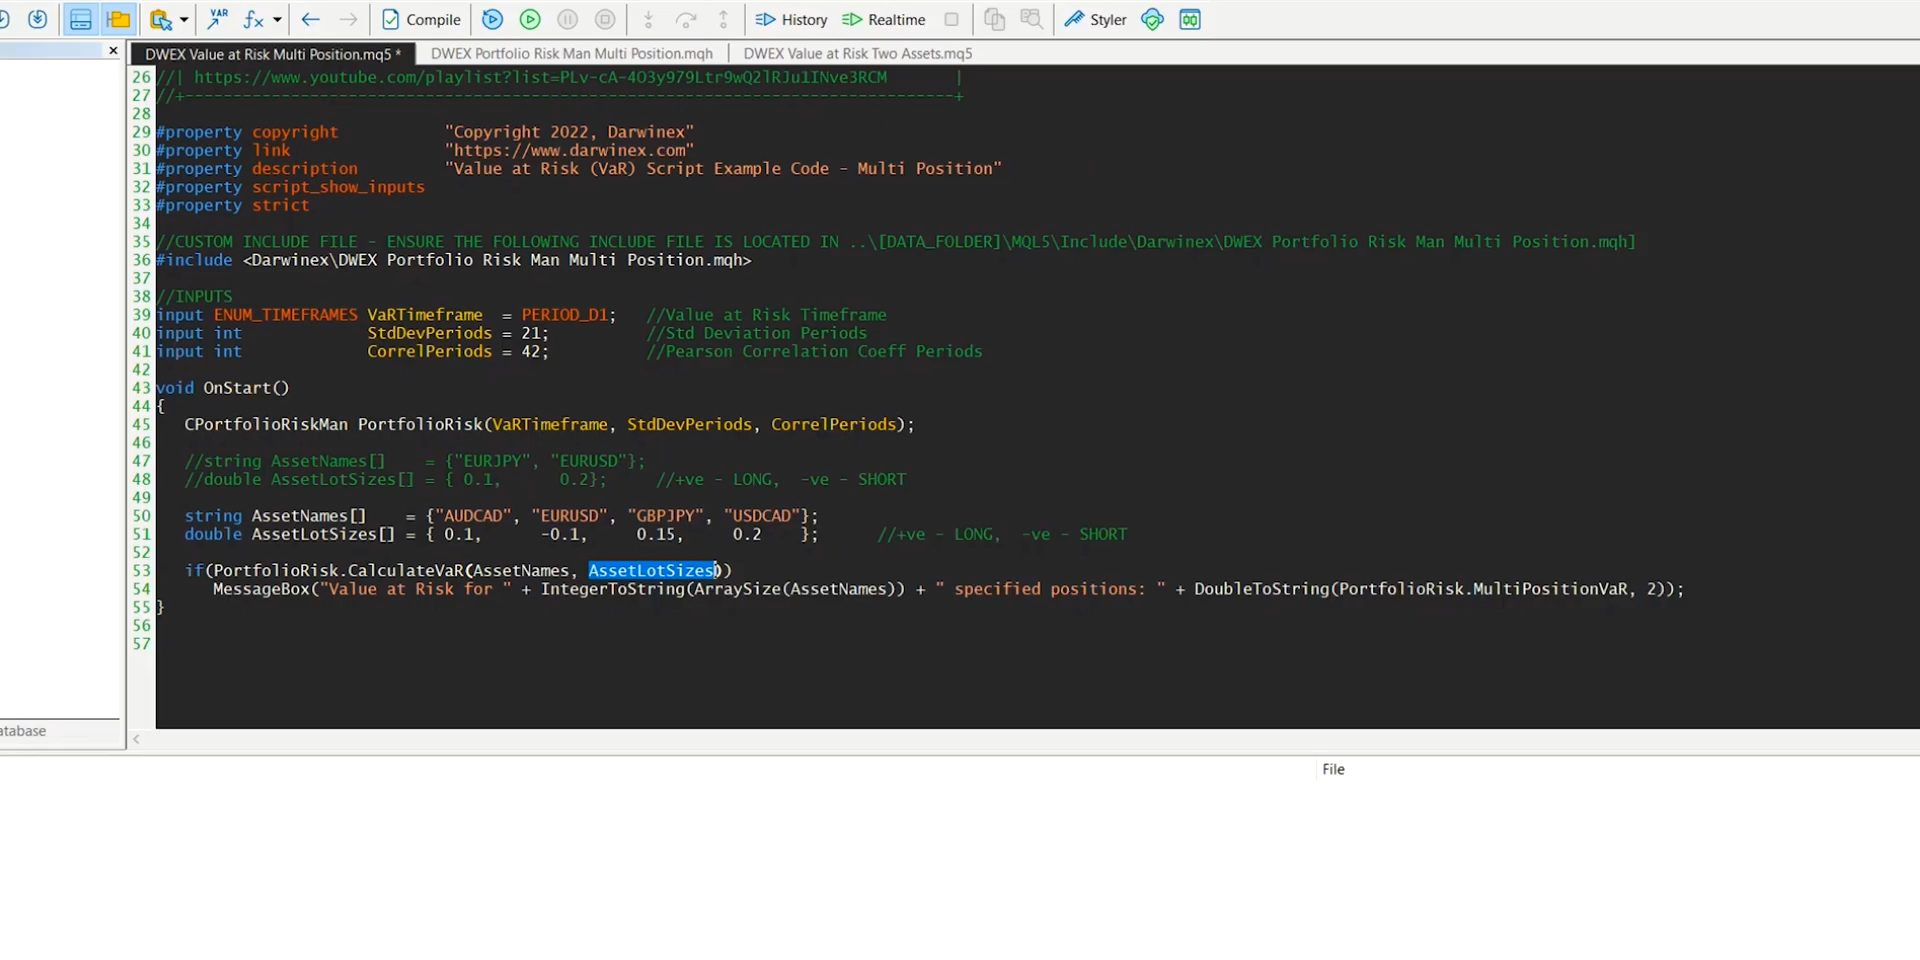 VAR
fx
Compile
History
Realtime
Styler
DWEX Value at Risk Multi Position.mq5 *
DWEX Portfolio Risk Man Multi Position.mqh
DWEX Value at Risk Two Assets.mq5
26 //| https://www.youtube.com/playlist?list=PLv-cA-4O3y979Ltr9wQ2lRJu1INve3RCM |
27 //+--------------------------------------------------------------------------------+
28
29 #property copyright "Copyright 2022, Darwinex"
30 #property link "https://www.darwinex.com"
31 #property description "Value at Risk (VaR) Script Example Code - Multi Position"
32 #property script_show_inputs
33 #property strict
34
35 //CUSTOM INCLUDE FILE - ENSURE THE FOLLOWING INCLUDE FILE IS LOCATED IN ..\[DATA_FOLDER]\MQL5\Include\Darwinex\DWEX Portfolio Risk Man Multi Position.mqh]
36 #include <Darwinex\DWEX Portfolio Risk Man Multi Position.mqh>
37
38 //INPUTS
39 input ENUM_TIMEFRAMES VaRTimeframe = PERIOD_D1; //Value at Risk Timeframe
40 input int StdDevPeriods = 21; //Std Deviation Periods
41 input int CorrelPeriods = 42; //Pearson Correlation Coeff Periods
42
43 void OnStart()
44 {
45 CPortfolioRiskMan PortfolioRisk(VaRTimeframe, StdDevPeriods, CorrelPeriods);
46
47 //string AssetNames[] = {"EURJPY", "EURUSD"};
48 //double AssetLotSizes[] = { 0.1, 0.2}; //+ve - LONG, -ve - SHORT
49
50 string AssetNames[] = {"AUDCAD", "EURUSD", "GBPJPY", "USDCAD"};
51 double AssetLotSizes[] = { 0.1, -0.1, 0.15, 0.2 }; //+ve - LONG, -ve - SHORT
52
53 if(PortfolioRisk.CalculateVaR(AssetNames, AssetLotSizes))
54 MessageBox("Value at Risk for " + IntegerToString(ArraySize(AssetNames)) + " specified positions: " + DoubleToString(PortfolioRisk.MultiPositionVaR, 2));
55 }
56
57
atabase
File